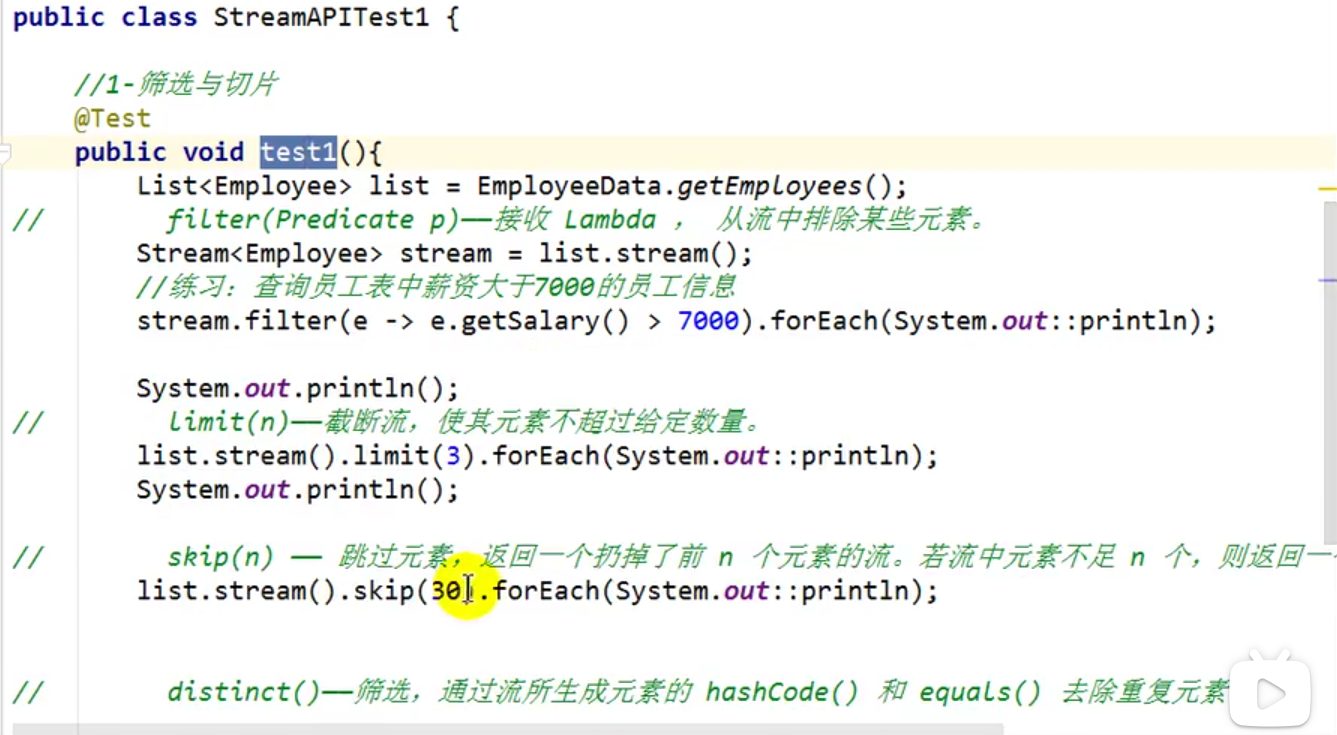 public class StreamAPITest1 {
//1-筛选与切片
@Test
public void test1(){
List<Employee> list = EmployeeData.getEmployees();
// filter(Predicate p)——接收 Lambda ， 从流中排除某些元素。
Stream<Employee> stream = list.stream();
//练习：查询员工表中薪资大于7000的员工信息
stream.filter(e -> e.getSalary() > 7000).forEach(System.out::println);
System.out.println();
// limit(n)——截断流，使其元素不超过给定数量。
list.stream().limit(3).forEach(System.out::println);
System.out.println();
// skip(n) —— 跳过元素，返回一个扔掉了前 n 个元素的流。若流中元素不足 n 个，则返回一
list.stream().skip(30).forEach(System.out::println);
// distinct()——筛选，通过流所生成元素的 hashCode() 和 equals() 去除重复元素